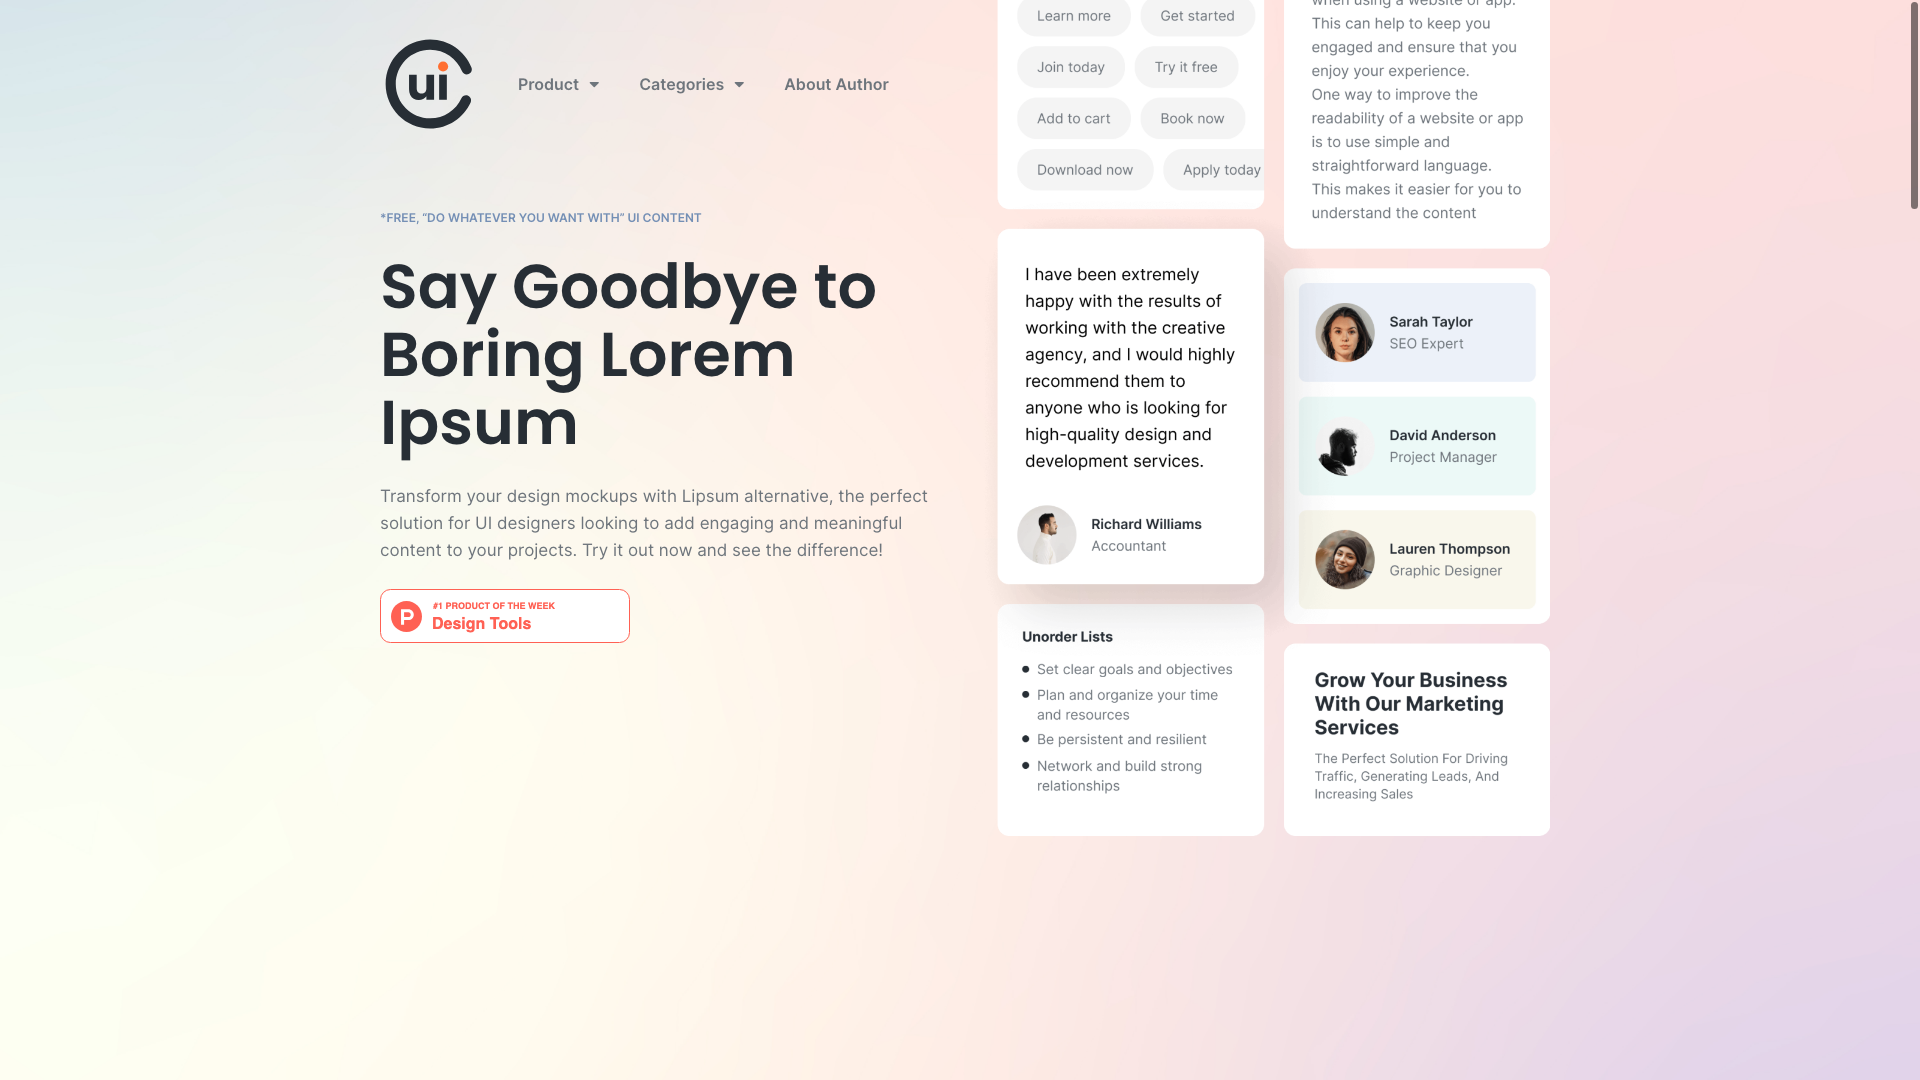 ui
Product
Categories
About Author
*FREE, “DO WHATEVER YOU WANT WITH” UI CONTENT
Say Goodbye to
Boring Lorem
Ipsum
Transform your design mockups with Lipsum alternative, the perfect
solution for UI designers looking to add engaging and meaningful
content to your projects. Try it out now and see the difference!
P
#1 PRODUCT OF THE WEEK
Design Tools
Learn more
Get started
Join today
Try it free
Add to cart
Book now
Download now
Apply today
I have been extremely
happy with the results of
working with the creative
agency, and I would highly
recommend them to
anyone who is looking for
high-quality design and
development services.
Richard Williams
Accountant
Unorder Lists
Set clear goals and objectives
Plan and organize your time
and resources
Be persistent and resilient
Network and build strong
relationships
when using a website or app.
This can help to keep you
engaged and ensure that you
enjoy your experience.
One way to improve the
readability of a website or app
is to use simple and
straightforward language.
This makes it easier for you to
understand the content
Sarah Taylor
SEO Expert
David Anderson
Project Manager
Lauren Thompson
Graphic Designer
Grow Your Business
With Our Marketing
Services
The Perfect Solution For Driving
Traffic, Generating Leads, And
Increasing Sales